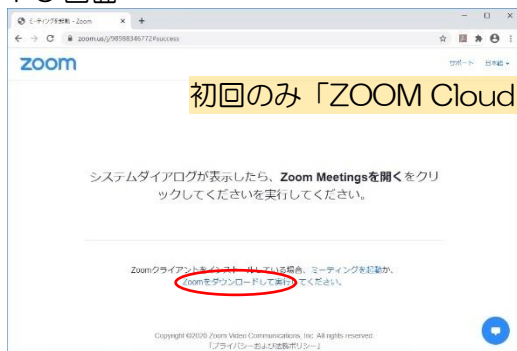 ミーティングを起動 - Zoom
zoom.us/j/98988346772#success
zoom
サポート 日本語
初回のみ「ZOOM Cloud
システムダイアログが表示したら、Zoom Meetingsを開くをクリ
ックしてくださいを実行してください。
Zoomクライアントをインストールしている場合、ミーティングを起動か、
Zoomをダウンロードして実行してください。
Copyright ©2020 Zoom Video Communications, Inc. All rights reserved.
「プライバシーおよび法務ポリシー」